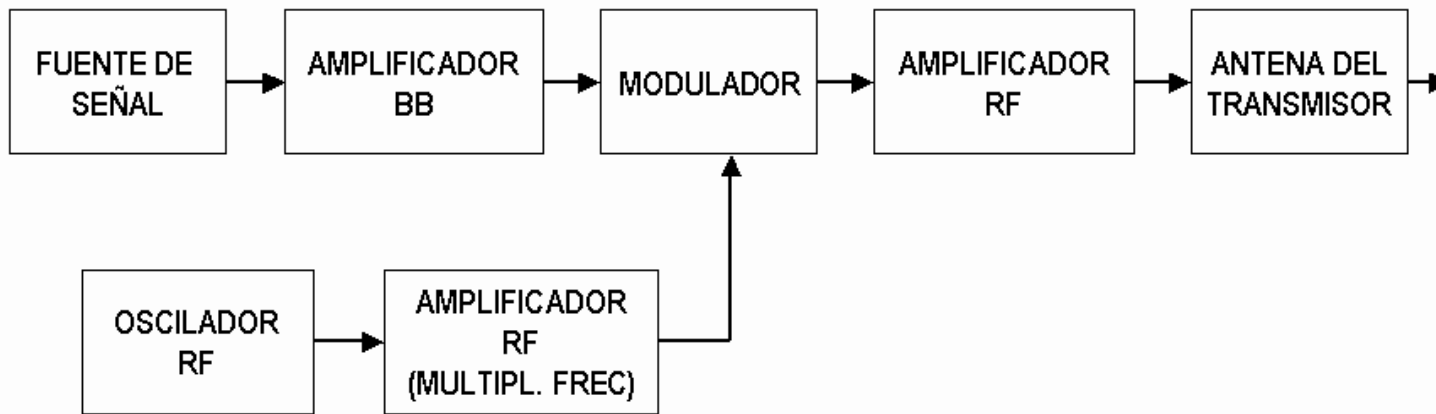 FUENTE DE
SEÑAL
AMPLIFICADOR
BB
MODULADOR
AMPLIFICADOR
RF
ANTENA DEL
TRANSMISOR
OSCILADOR
RF
AMPLIFICADOR
RF
(MULTIPL. FREC)